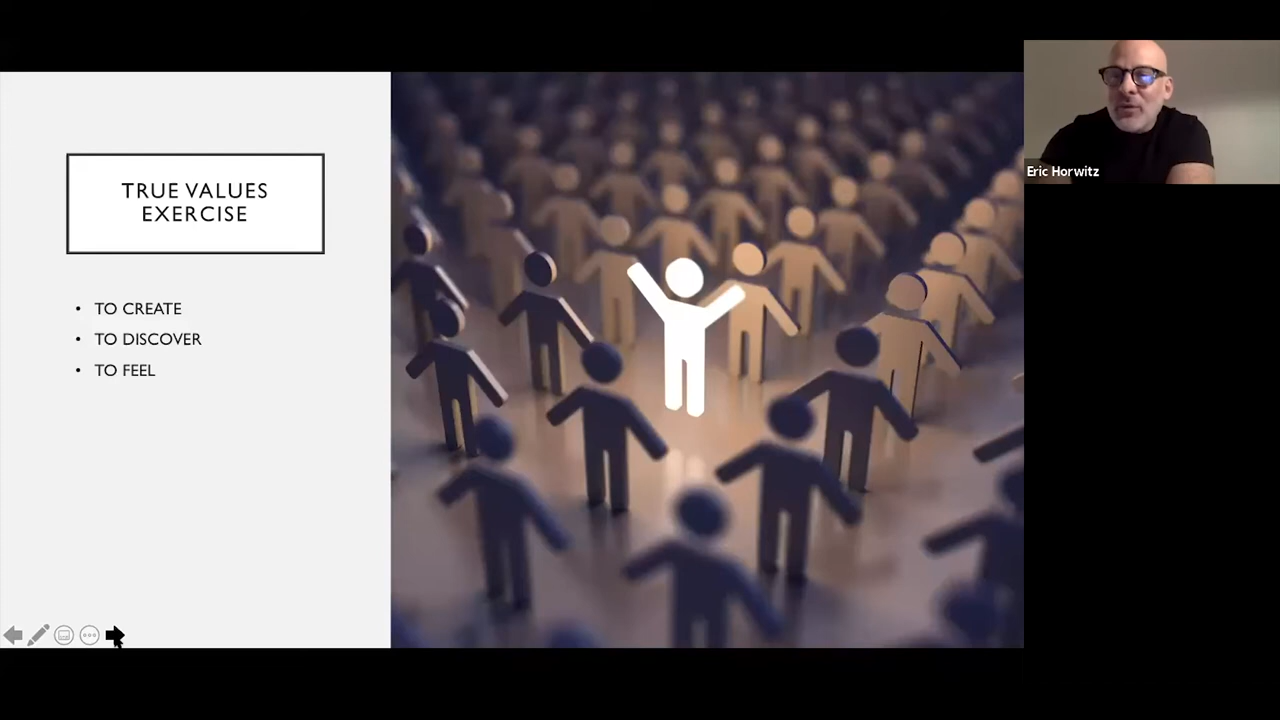 TRUE VALUES
EXERCISE
• TO CREATE
• TO DISCOVER
• TO FEEL
Eric Horwitz